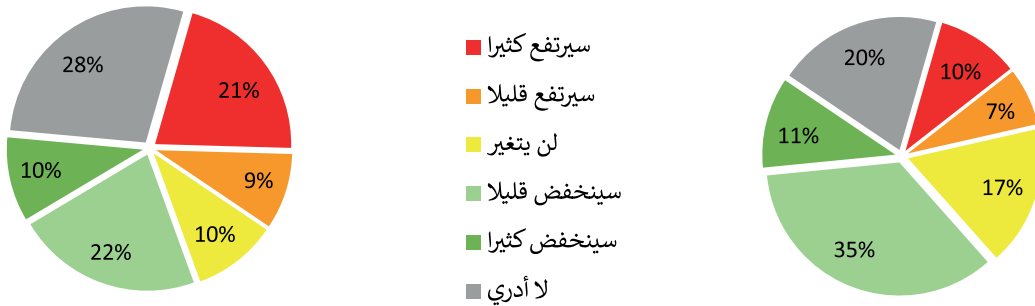 28%
21%
9%
10%
22%
10%
سيرتفع كثيرا
سيرتفع قليلا
لن يتغير
سينخفض قليلا
سينخفض كثيرا
لا أدري
20%
10%
7%
17%
35%
11%